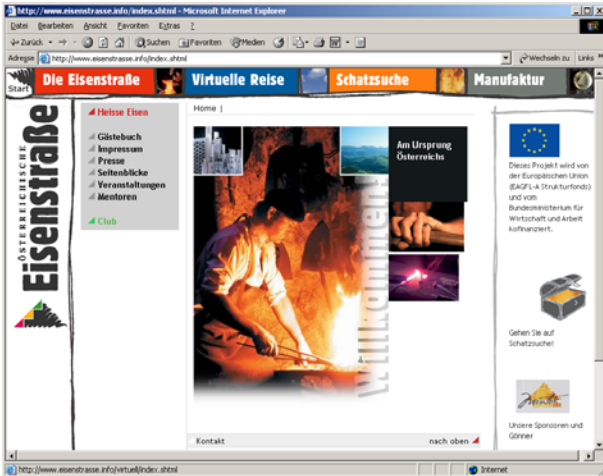 http://www.eisenstrasse.info/index.shtml - Microsoft Internet Explorer
Datei Bearbeiten Ansicht Favoriten Extras ?
Zurück Suchen Favoriten Medien
Adresse http://www.eisenstrasse.info/index.shtml Wechseln zu Links »
Start Die Eisenstraße Virtuelle Reise Schatzsuche Manufaktur
ÖSTERREICHISCHE
Eisenstraße
Heisse Eisen
Gästebuch
Impressum
Presse
Seitenblicke
Veranstaltungen
Mentoren
Club
Home |
Am Ursprung
Österreichs
Willkommen
Kontakt nach oben
Dieses Projekt wird von
der Europäischen Union
(EAGFL-A Strukturfonds)
und vom
Bundesministerium für
Wirtschaft und Arbeit
kofinanziert.
Gehen Sie auf
Schatzsuche!
Unsere Sponsoren und
Gönner
http://www.eisenstrasse.info/virtuell/index.shtml Internet